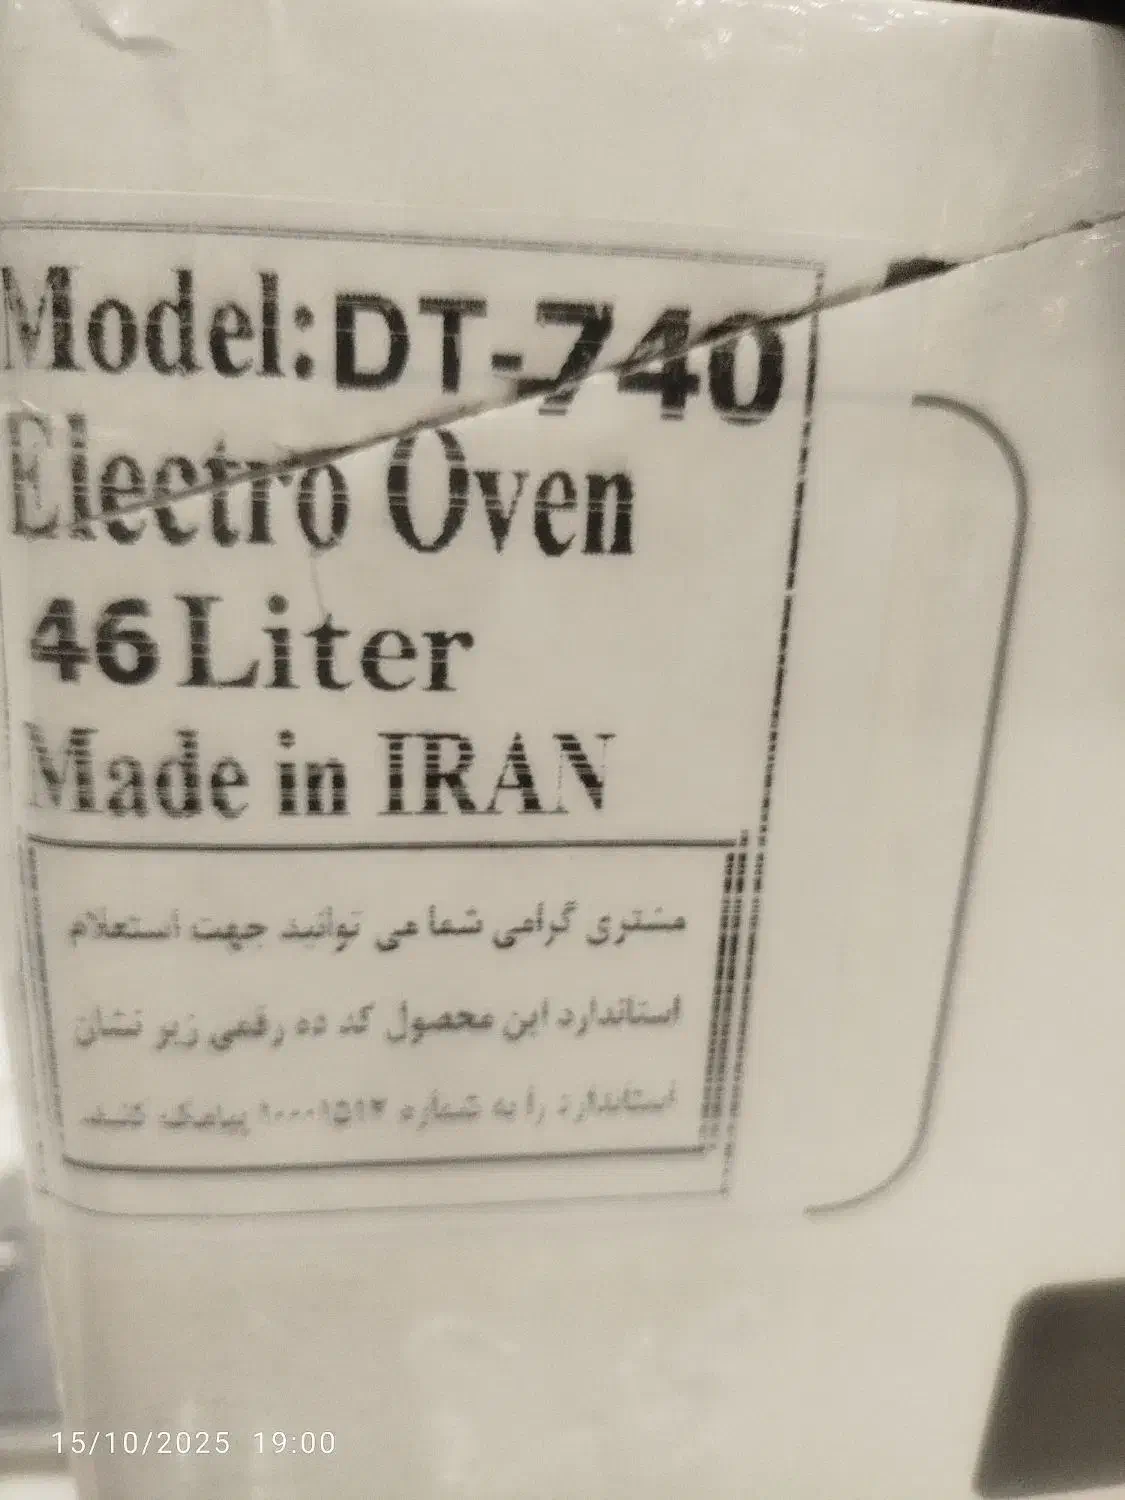 Model: DT-740
Electro Oven
46 Liter
Made in IRAN
مشتری گرامی شما می توانید جهت استعلام
استاندارد این محصول کد ده رقمی زیر نشان
استاندارد را به شماره ۱۰۰۰۱۵۱۷ پیامک کنید.
15/10/2025 19:00